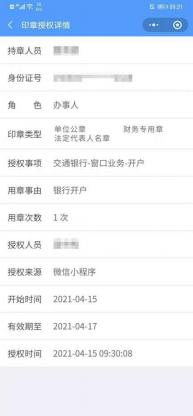 09:31
印章授权详情
持章人员
身份证号
角 色 办事人
印章类型 单位公章 财务专用章
法定代表人名章
授权事项 交通银行-窗口业务-开户
用章事由 银行开户
用章次数 1 次
授权人员
授权来源 微信小程序
开始时间 2021-04-15
有效期至 2021-04-17
授权时间 2021-04-15 09:30:08